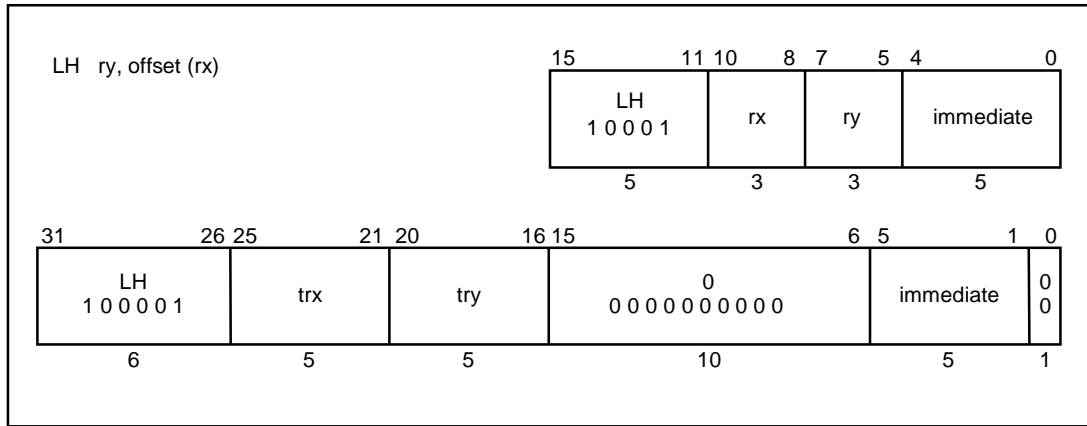 LH ry, offset (rx)
15 11 10 8 7 5 4 0
LH
1 0 0 0 1
rx
ry
immediate
5 3 3 5
31 26 25 21 20 16 15 6 5 1 0
LH
1 0 0 0 0 1
trx
try
0
0 0 0 0 0 0 0 0 0 0
immediate
0
0
6 5 5 10 5 1